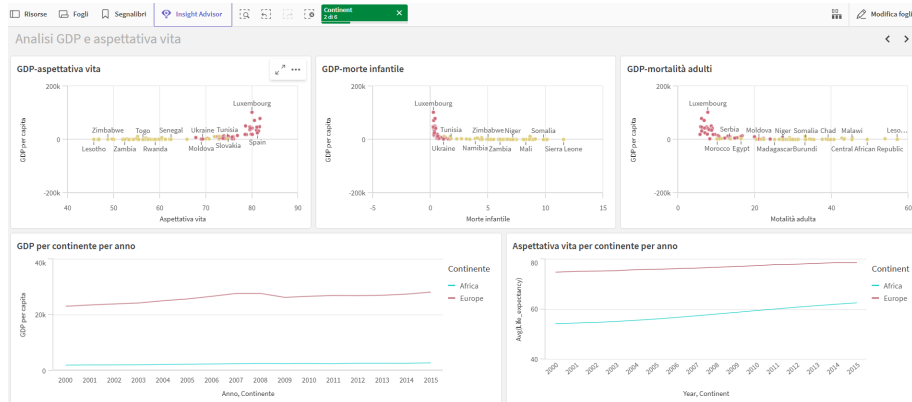 Risorse Fogli Segnalibri Insight Advisor Continent Modifica fogli
2 di 6
Analisi GDP e aspettativa vita
GDP-aspettativa vita
GDP per capita
200k
0
-200k
Luxembourg
Zimbabwe Togo Senegal Ukraine Tunisia
Lesotho Zambia Rwanda Moldova Slovakia Spain
40 50 60 70 80 90
Aspettativa vita
GDP-morte infantile
GDP per capita
200k
0
-200k
Luxembourg
Tunisia Zimbabwe Niger Somalia
Ukraine Namibia Zambia Mali Sierra Leone
-5 0 5 10 15
Morte infantile
GDP-mortalità adulti
GDP per capita
200k
0
-200k
Luxembourg
Serbia Moldova Niger Somalia Chad Malawi Leso...
Morocco Egypt Madagascar Burundi Central African Republic
0 20 40 60
Motalità adulta
GDP per continente per anno
GDP per capita
40k
20k
0
2000 2001 2002 2003 2004 2005 2006 2007 2008 2009 2010 2011 2012 2013 2014 2015
Anno, Continente
Continente
Africa
Europe
Aspettativa vita per continente per anno
Avg(Life_expectancy)
80
60
40
2000 2001 2002 2003 2004 2005 2006 2007 2008 2009 2010 2011 2012 2013 2014 2015
Year, Continent
Continent
Africa
Europe